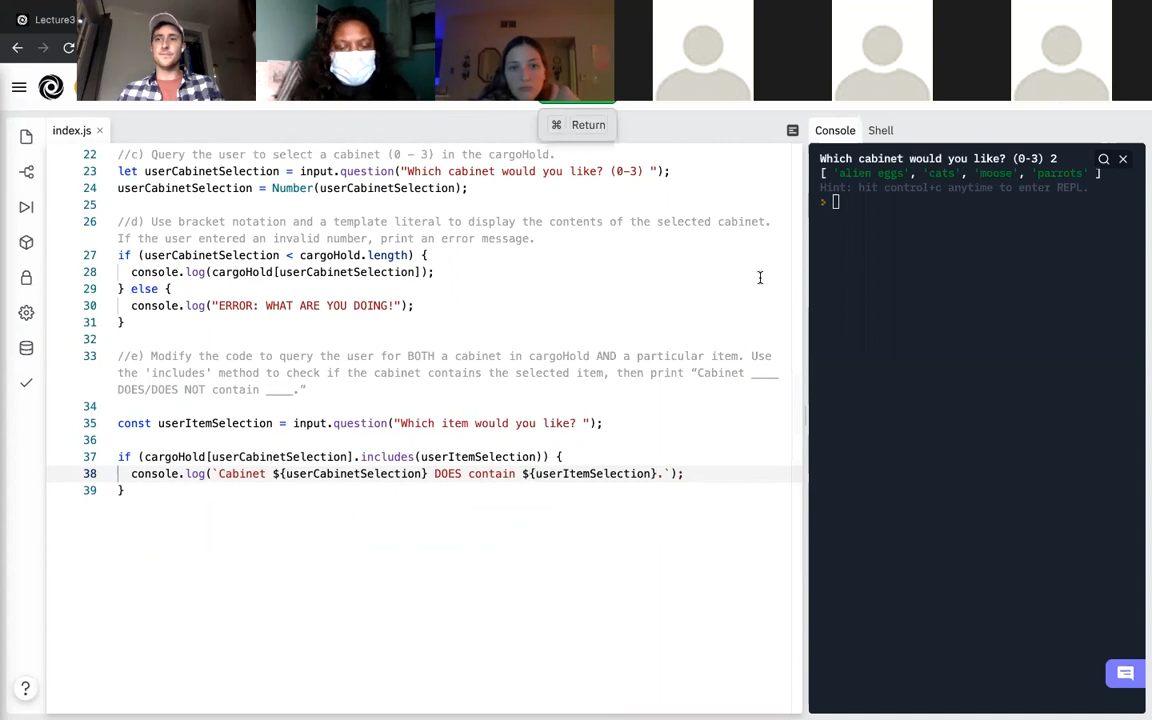 Lecture3
⌘ Return
index.js ×
Console
Shell
22 //c) Query the user to select a cabinet (0 - 3) in the cargoHold.
23 let userCabinetSelection = input.question("Which cabinet would you like? (0-3) ");
24 userCabinetSelection = Number(userCabinetSelection);
25
26 //d) Use bracket notation and a template literal to display the contents of the selected cabinet.
If the user entered an invalid number, print an error message.
27 if (userCabinetSelection < cargoHold.length) {
28 console.log(cargoHold[userCabinetSelection]);
29 } else {
30 console.log("ERROR: WHAT ARE YOU DOING!");
31 }
32
33 //e) Modify the code to query the user for BOTH a cabinet in cargoHold AND a particular item. Use
the 'includes' method to check if the cabinet contains the selected item, then print “Cabinet ____
DOES/DOES NOT contain ____.”
34
35 const userItemSelection = input.question("Which item would you like? ");
36
37 if (cargoHold[userCabinetSelection].includes(userItemSelection)) {
38 console.log(`Cabinet ${userCabinetSelection} DOES contain ${userItemSelection}.`);
39 }
Which cabinet would you like? (0-3) 2
[ 'alien eggs', 'cats', 'moose', 'parrots' ]
Hint: hit control+c anytime to enter REPL.
>
?